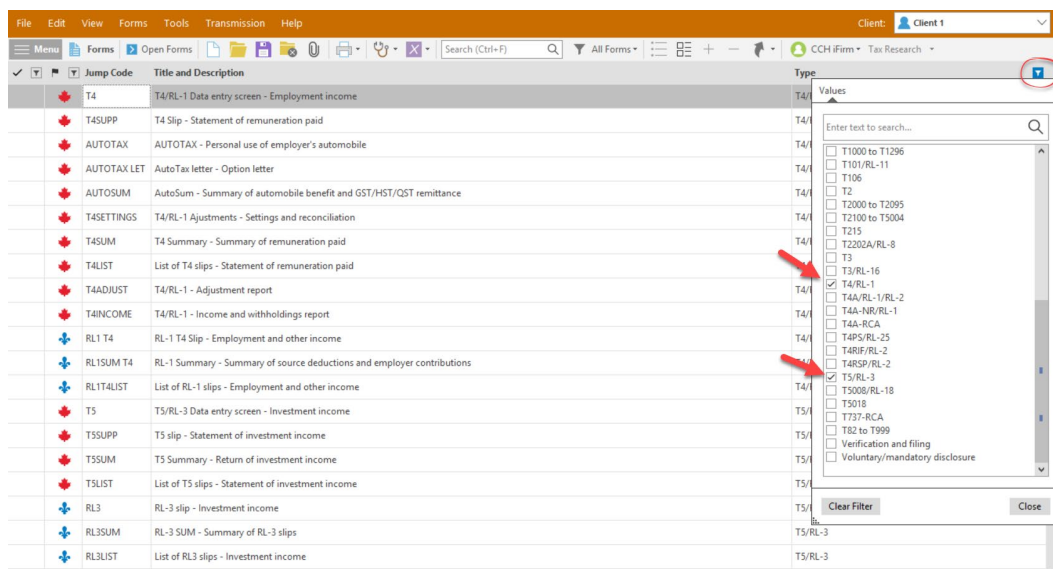 File Edit View Forms Tools Transmission Help Client: Client 1
Menu Forms Open Forms Search (Ctrl+F) All Forms CCH iFirm Tax Research
Jump Code Title and Description Type
T4 T4/RL-1 Data entry screen - Employment income
T4SUPP T4 Slip - Statement of remuneration paid
AUTOTAX AUTOTAX - Personal use of employer's automobile
AUTOTAX LET AutoTax letter - Option letter
AUTOSUM AutoSum - Summary of automobile benefit and GST/HST/QST remittance
T4SETTINGS T4/RL-1 Ajustments - Settings and reconciliation
T4SUM T4 Summary - Summary of remuneration paid
T4LIST List of T4 slips - Statement of remuneration paid
T4ADJUST T4/RL-1 - Adjustment report
T4INCOME T4/RL-1 - Income and withholdings report
RL1 T4 RL-1 T4 Slip - Employment and other income
RL1SUM T4 RL-1 Summary - Summary of source deductions and employer contributions
RL1T4LIST List of RL-1 slips - Employment and other income
T5 T5/RL-3 Data entry screen - Investment income
T5SUPP T5 slip - Statement of investment income
T5SUM T5 Summary - Return of investment income
T5LIST List of T5 slips - Statement of investment income
RL3 RL-3 slip - Investment income
RL3SUM RL-3 SUM - Summary of RL-3 slips T5/RL-3
RL3LIST List of RL3 slips - Investment income T5/RL-3
Values
Enter text to search...
T1000 to T1296
T101/RL-11
T106
T2
T2000 to T2095
T2100 to T5004
T215
T2202A/RL-8
T3
T3/RL-16
T4/RL-1
T4A/RL-1/RL-2
T4A-NR/RL-1
T4A-RCA
T4PS/RL-25
T4RIF/RL-2
T4RSP/RL-2
T5/RL-3
T5008/RL-18
T5018
T737-RCA
T82 to T999
Verification and filing
Voluntary/mandatory disclosure
Clear Filter Close